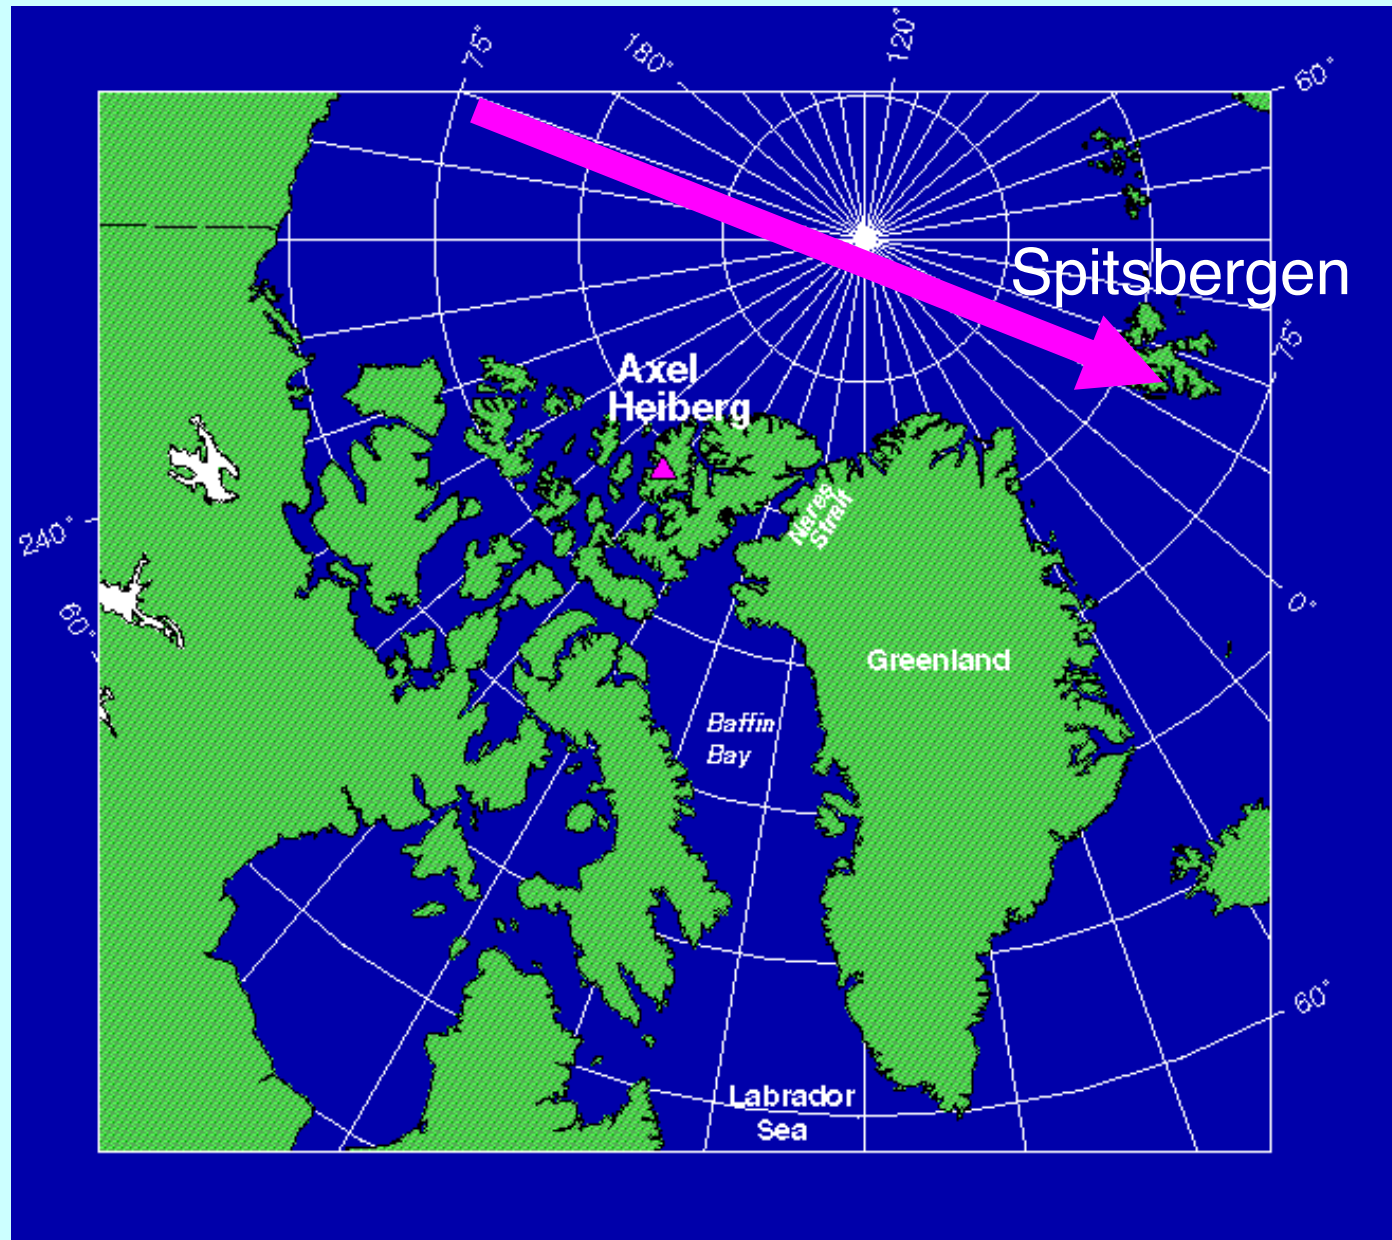 75°
180°
120°
60°
Spitsbergen
75°
Axel
Heiberg
Nares
Strait
240°
0°
60°
Greenland
Baffin
Bay
60°
Labrador
Sea